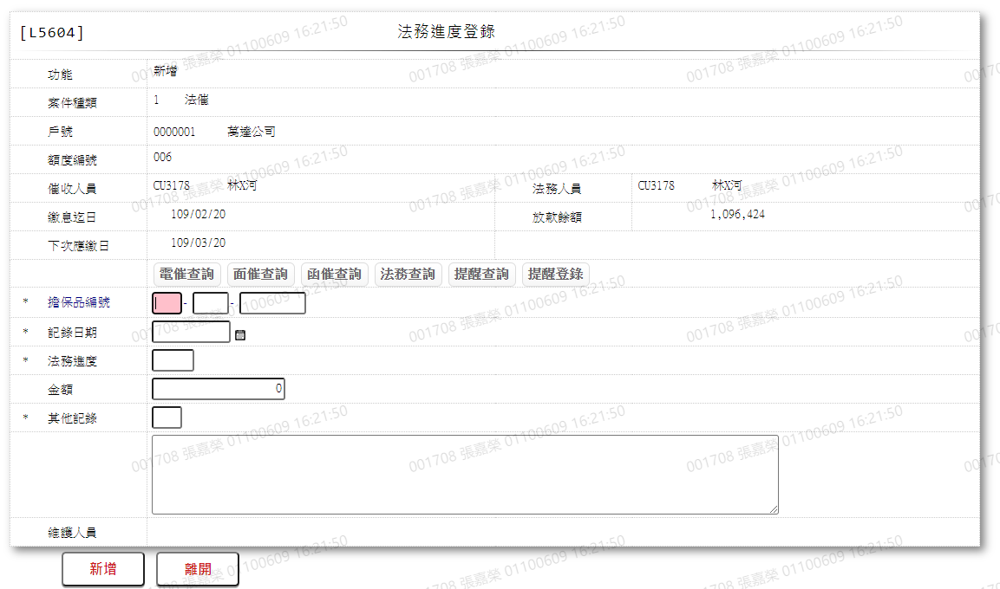 [L5604] 法務進度登錄
功能 新增
案件種類 1 法催
戶號 0000001 萬達公司
額度編號 006
催收人員 CU3178 林X河 法務人員 CU3178 林X河
繳息迄日 109/02/20 放款餘額 1,096,424
下次應繳日 109/03/20
電催查詢 面催查詢 函催查詢 法務查詢 提醒查詢 提醒登錄
* 擔保品編號 - -
* 記錄日期
* 法務進度
金額 0
* 其他記錄
維護人員
新增 離開
001708 張嘉榮 01100609 16:21:50